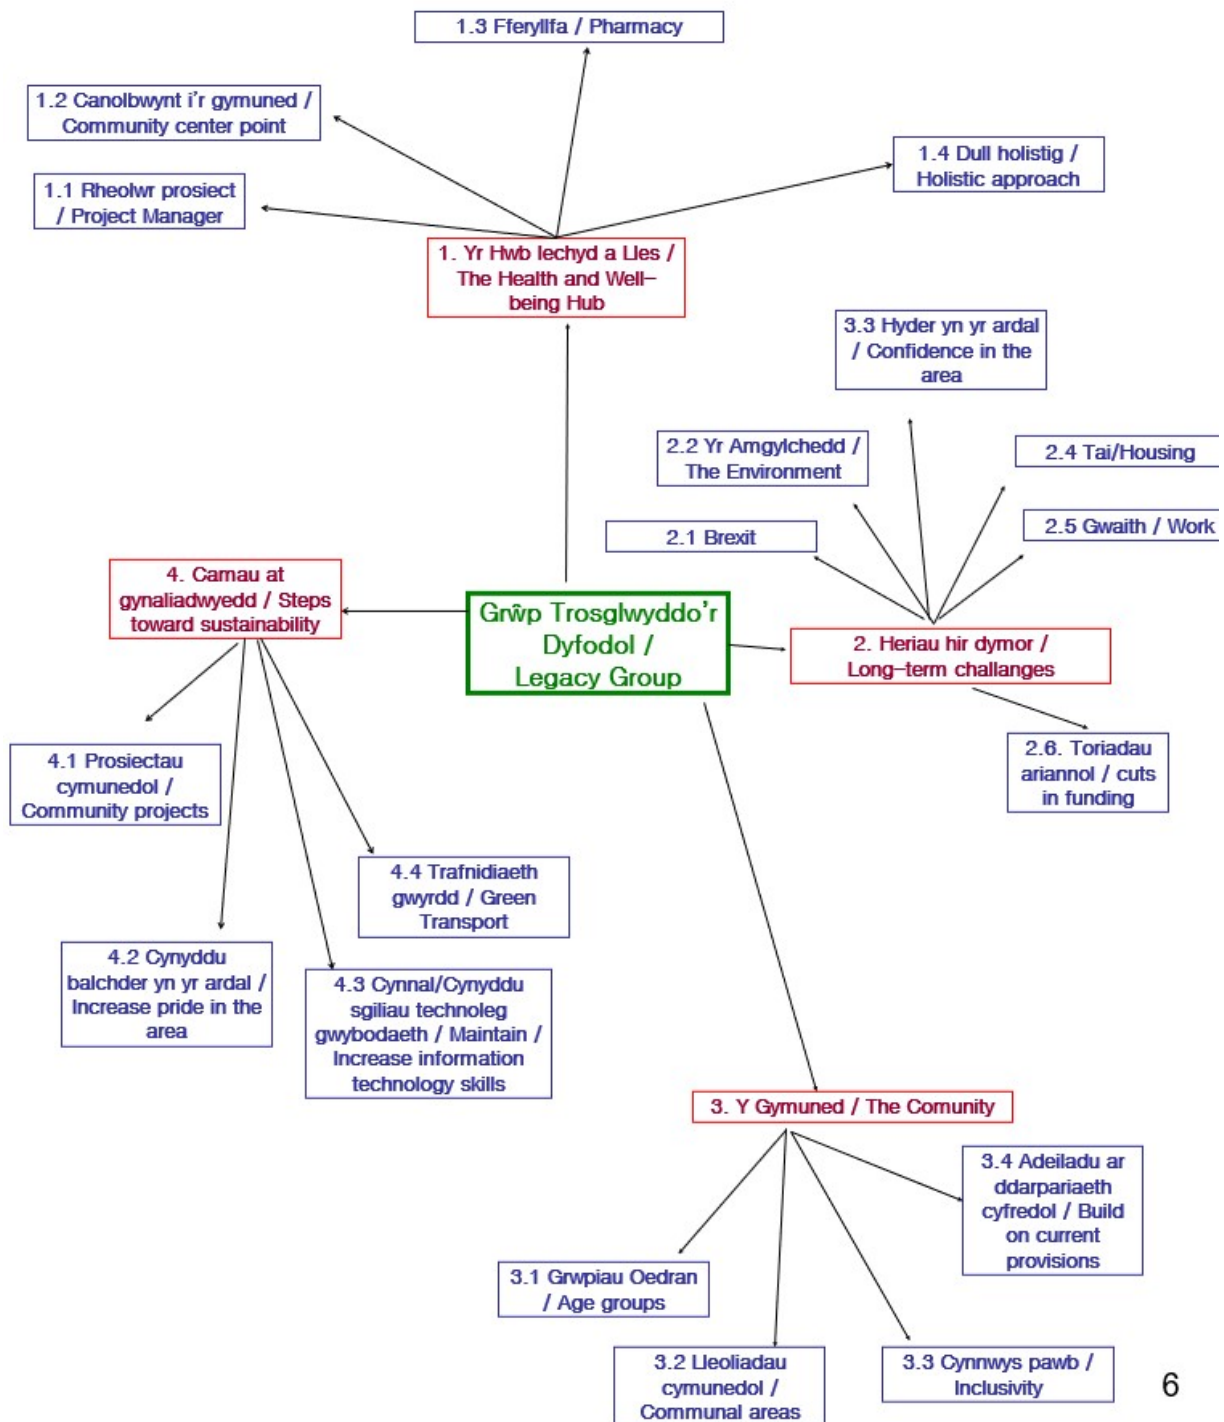 1.3 Fferyllfa / Pharmacy
1.2 Canolbwynt i'r gymuned /
Community center point
1.4 Dull holistig /
Holistic approach
1.1 Rheolwr prosiect
/ Project Manager
1. Yr Hwb Iechyd a Lles /
The Health and Well-
being Hub
3.3 Hyder yn yr ardal
/ Confidence in the
area
2.2 Yr Amgylchedd /
The Environment
2.4 Tai/Housing
2.1 Brexit
2.5 Gwaith / Work
4. Camau at
gynaliadwyedd / Steps
toward sustainability
Grŵp Trosglwyddo'r
Dyfodol /
Legacy Group
2. Heriau hir dymor /
Long-term challanges
4.1 Prosiectau
cymunedol /
Community projects
2.6. Toriadau
ariannol / cuts
in funding
4.4 Trafnidiaeth
gwyrdd / Green
Transport
4.2 Cynyddu
balchder yn yr ardal /
Increase pride in the
area
4.3 Cynnal/Cynyddu
sgiliau technoleg
gwybodaeth / Maintain /
Increase information
technology skills
3. Y Gymuned / The Comunity
3.4 Adeiladu ar
ddarpariaeth
cyfredol / Build
on current
provisions
3.1 Grwpiau Oedran
/ Age groups
3.2 Lleoliadau
cymunedol /
Communal areas
3.3 Cynnwys pawb /
Inclusivity
6